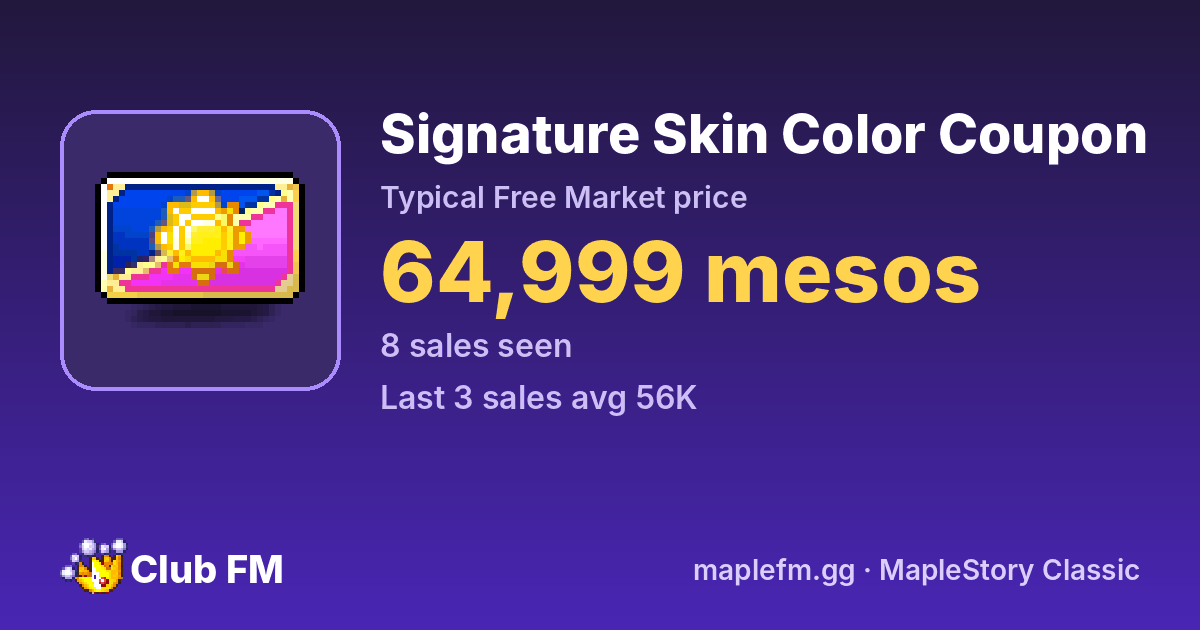 Signature Skin Color Coupon
Typical Free Market price
64,999 mesos
8 sales seen
Last 3 sales avg 56K
Club FM
maplefm.gg · MapleStory Classic